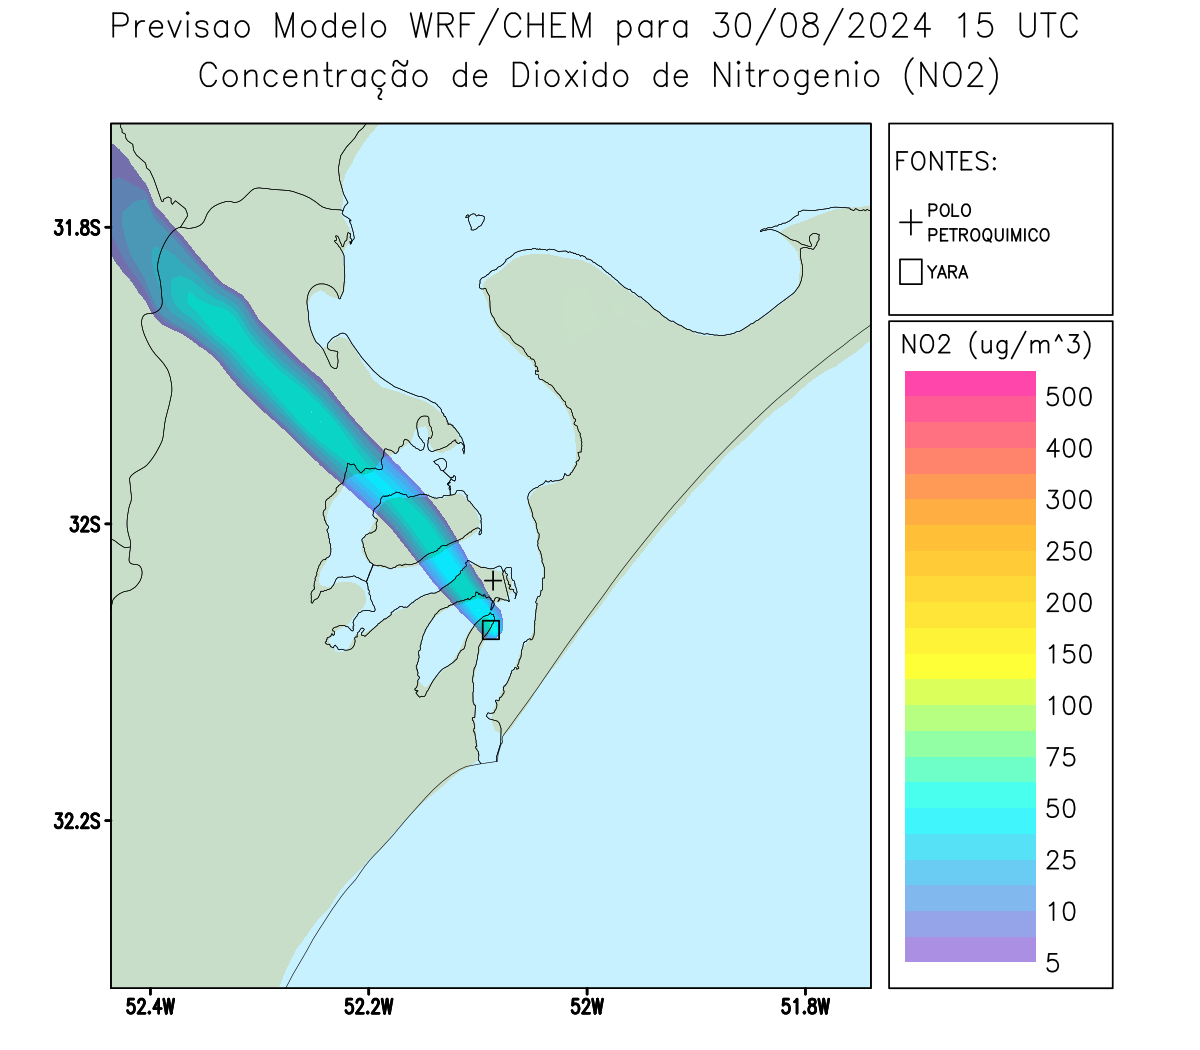 Previsao Modelo WRF/CHEM para 30/08/2024 15 UTC
Concentração de Dioxido de Nitrogenio (NO2)
FONTES:
POLO
PETROQUIMICO
YARA
NO2 (ug/m^3)
500
400
300
250
200
150
100
75
50
25
10
5
31.8S
32S
32.2S
52.4W
52.2W
52W
51.8W